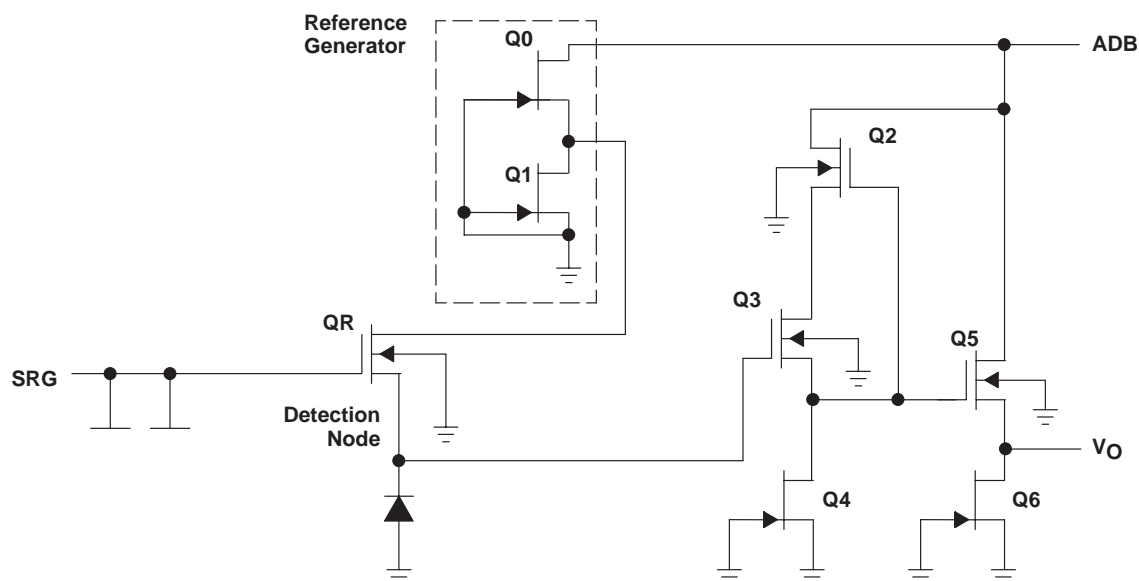 Reference
Generator
Q0
ADB
Q2
Q1
Q3
QR
Q5
SRG
Detection
Node
VO
Q4
Q6